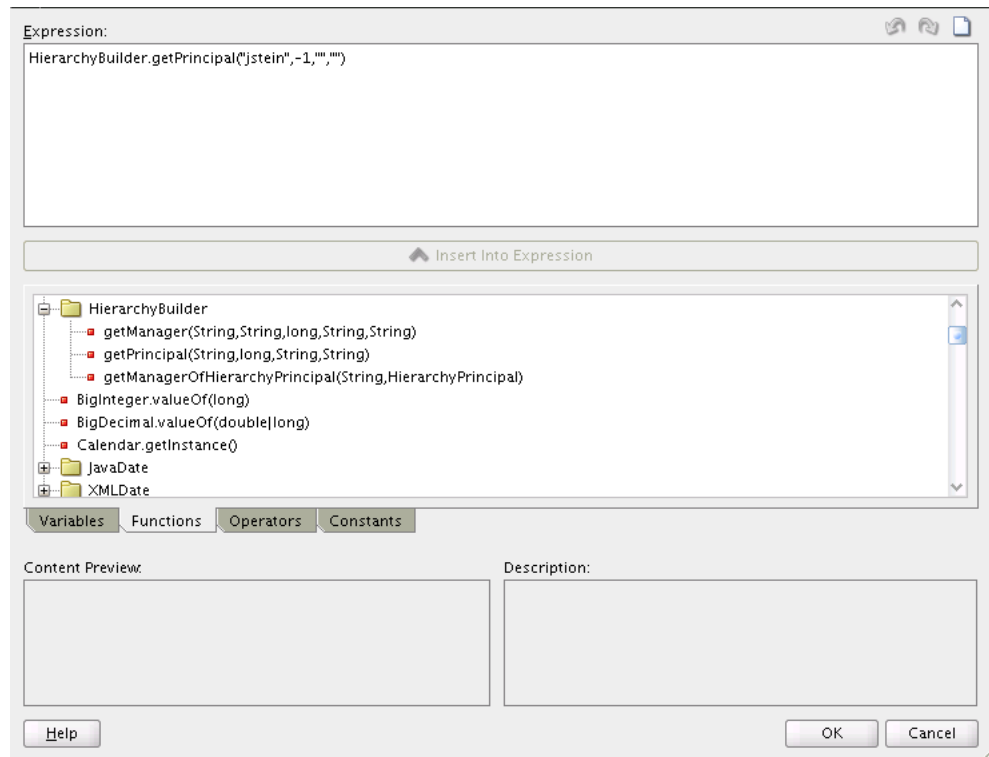 Expression:
HierarchyBuilder.getPrincipal("jstein",-1,"","")
Insert Into Expression
HierarchyBuilder
getManager(String,String,long,String,String)
getPrincipal(String,long,String,String)
getManagerOfHierarchyPrincipal(String,HierarchyPrincipal)
BigInteger.valueOf(long)
BigDecimal.valueOf(double|long)
Calendar.getInstance()
JavaDate
XMLDate
Variables Functions Operators Constants
Content Preview: Description:
Help OK Cancel